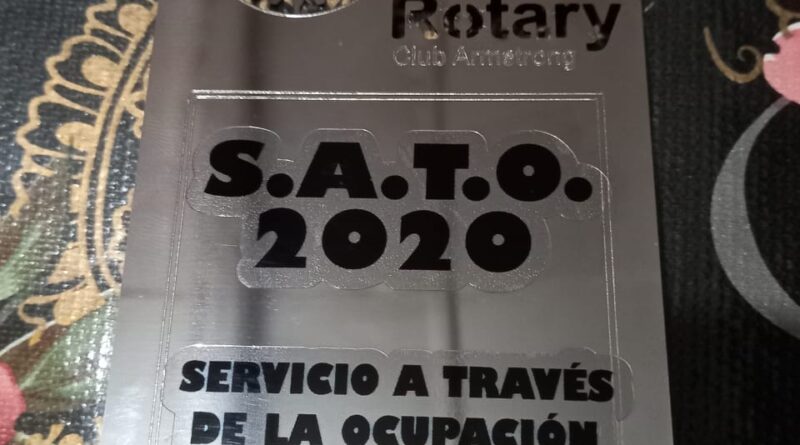 Rotary
Club Armstrong
S.A.T.O.
2020
SERVICIO A TRAVÉS
DE LA OCUPACIÓN